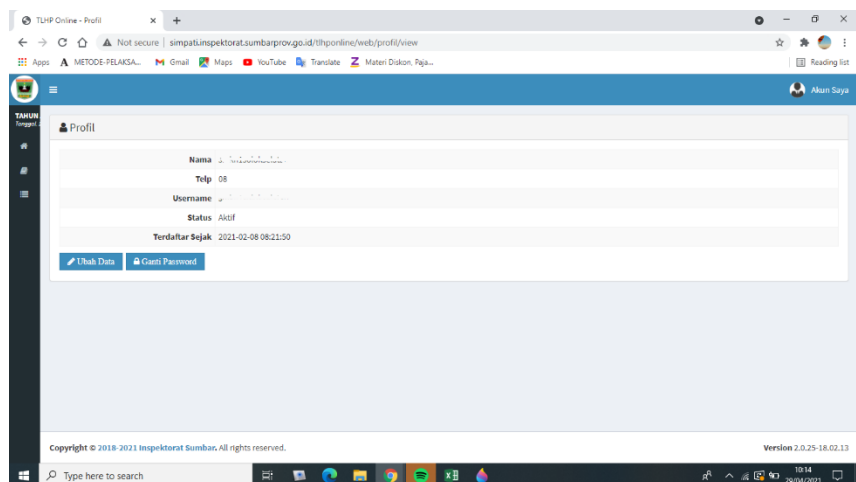 TLHP Online - Profil
Not secure | simpati.inspektorat.sumbarprov.go.id/tlhponline/web/profil/view
Apps METODE-PELAKSA... Gmail Maps YouTube Translate Materi Diskon, Paja... Reading list
Akun Saya
TAHUN
Profil
Nama
Telp 08
Username
Status Aktif
Terdaftar Sejak 2021-02-08 08:21:50
Ubah Data Ganti Password
Copyright © 2018-2021 Inspektorat Sumbar. All rights reserved. Version 2.0.25-18.02.13
Type here to search 10:14
29/04/2021